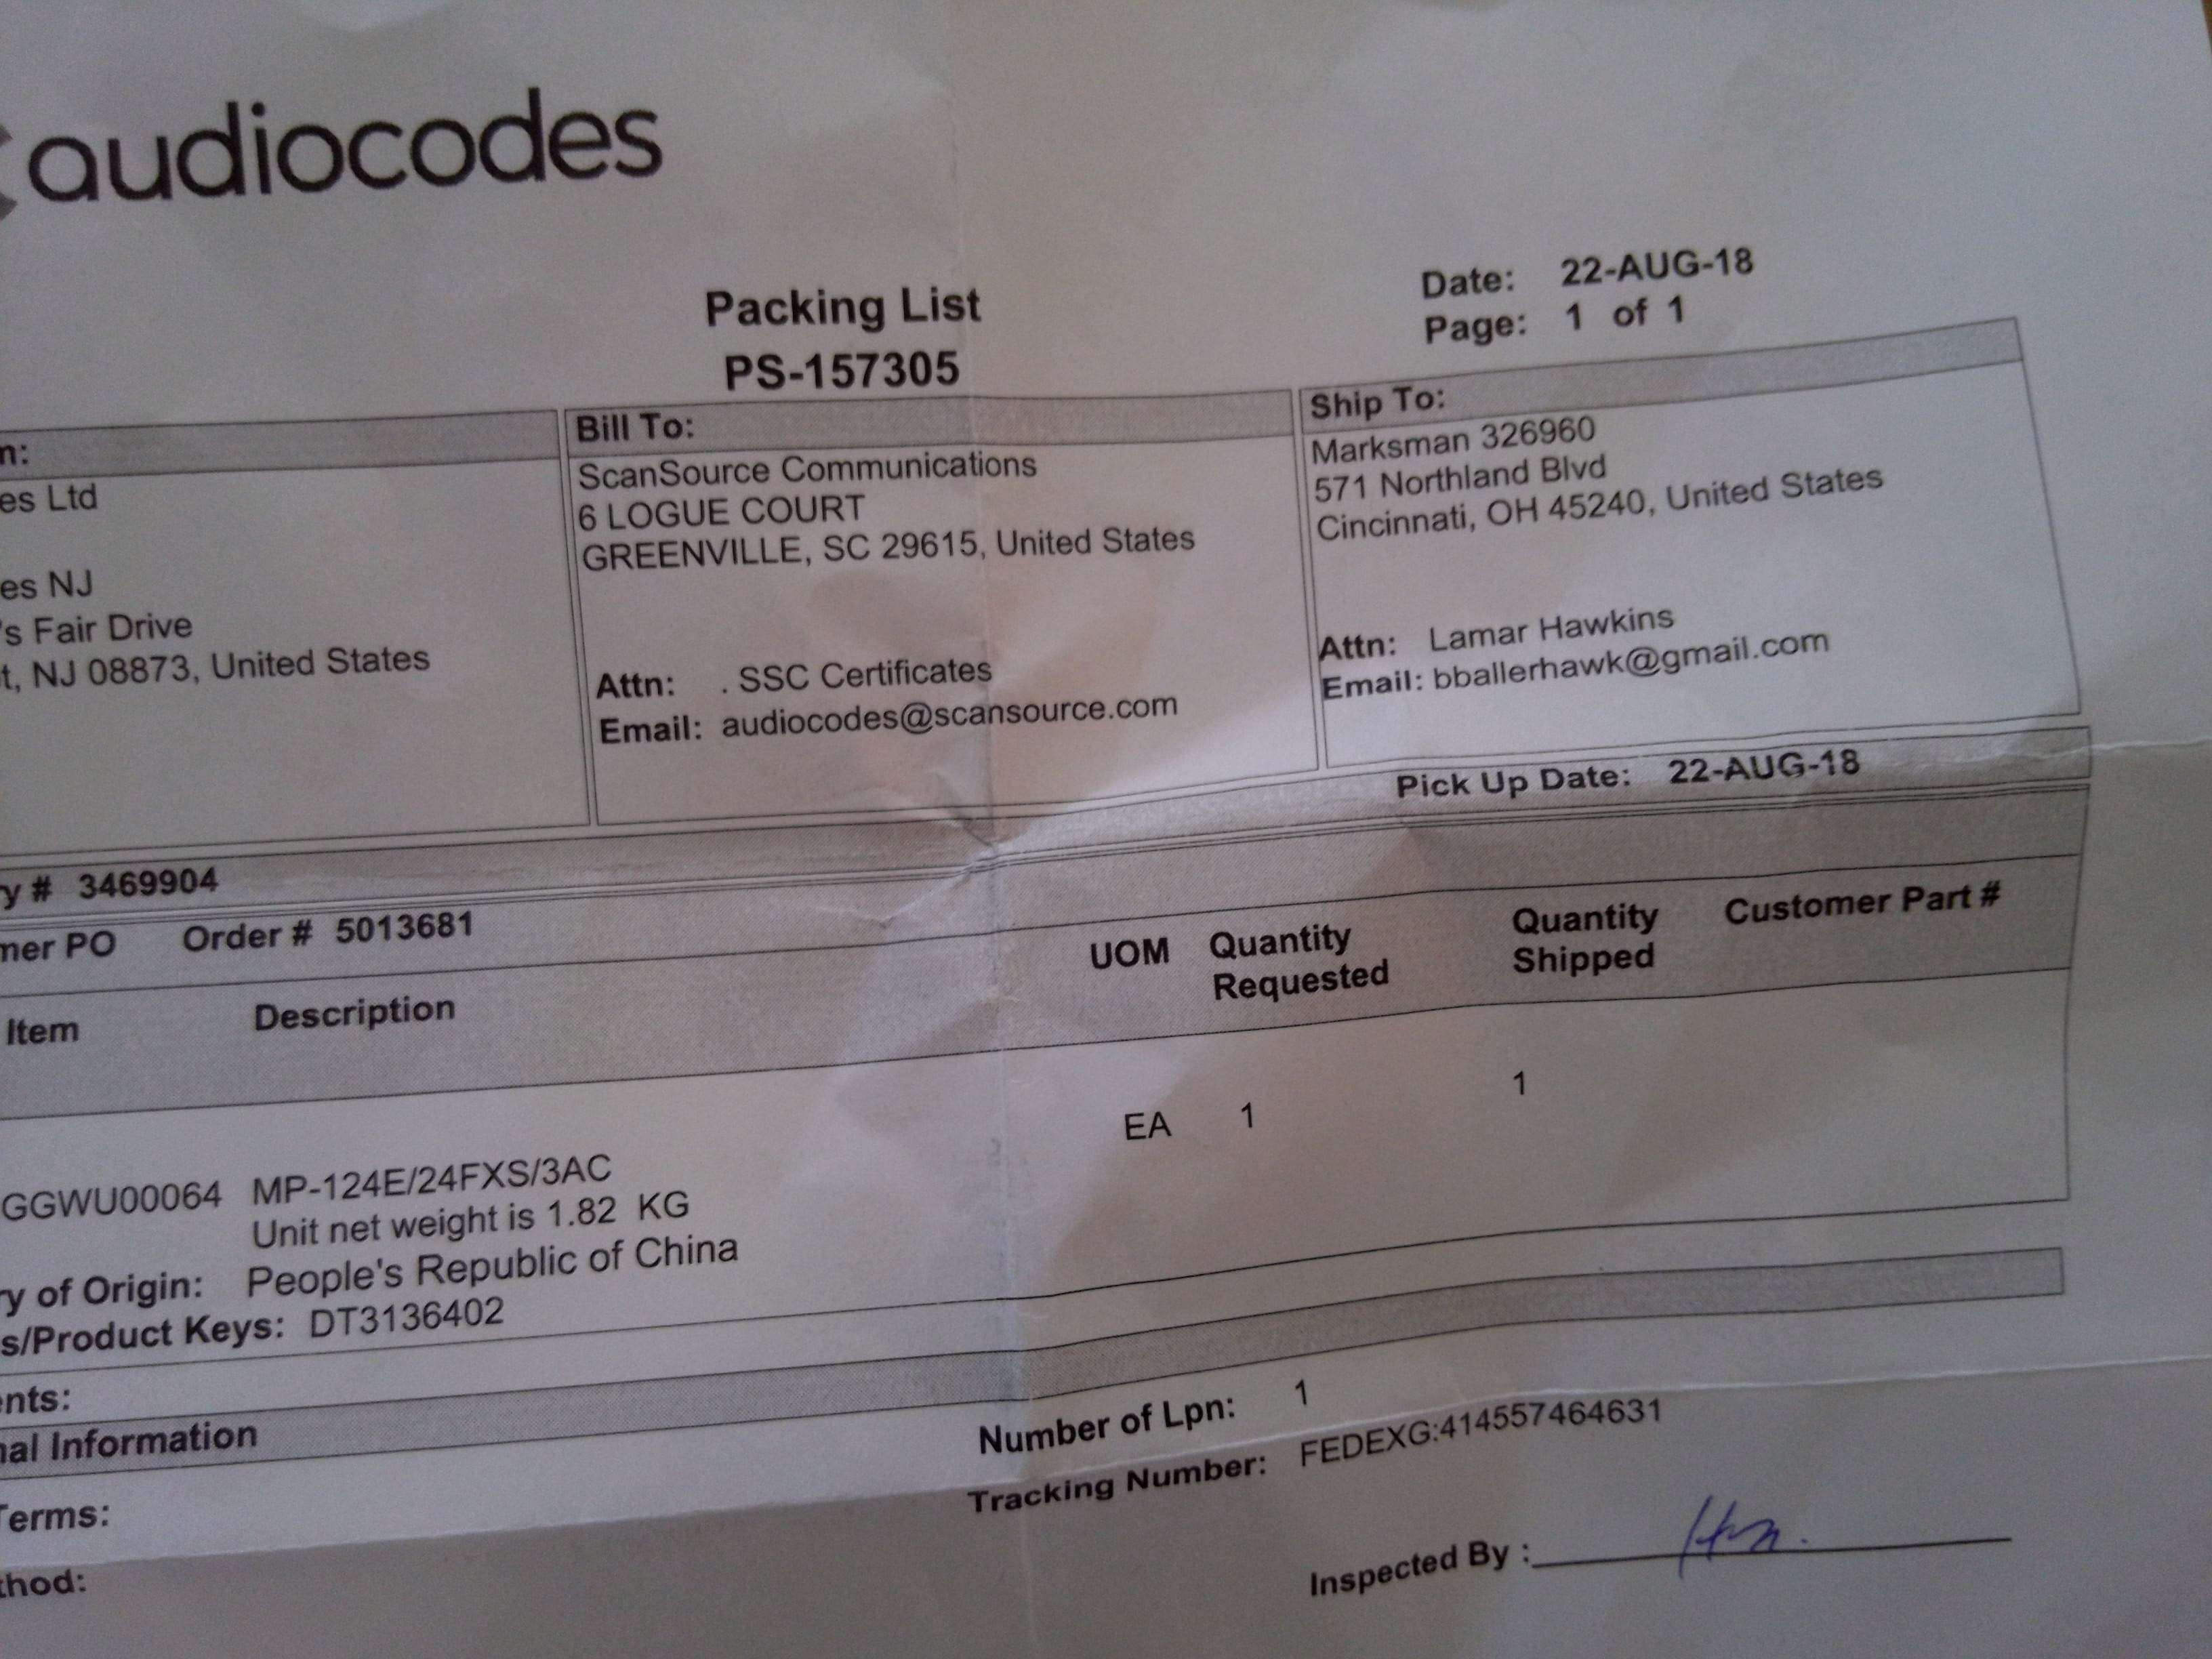 audiocodes
Packing List
PS-157305
Date: 22-AUG-18
Page: 1 of 1
n:
es Ltd
es NJ
's Fair Drive
t, NJ 08873, United States
Bill To:
ScanSource Communications
6 LOGUE COURT
GREENVILLE, SC 29615, United States
Attn: . SSC Certificates
Email: audiocodes@scansource.com
Ship To:
Marksman 326960
571 Northland Blvd
Cincinnati, OH 45240, United States
Attn: Lamar Hawkins
Email: bballerhawk@gmail.com
Pick Up Date: 22-AUG-18
y # 3469904
mer PO Order # 5013681
Item Description UOM Quantity Requested Quantity Shipped Customer Part #
GGWU00064 MP-124E/24FXS/3AC EA 1 1
Unit net weight is 1.82 KG
ry of Origin: People's Republic of China
s/Product Keys: DT3136402
ents:
nal Information
Number of Lpn: 1
Terms:
Tracking Number: FEDEXG:414557464631
thod:
Inspected By :